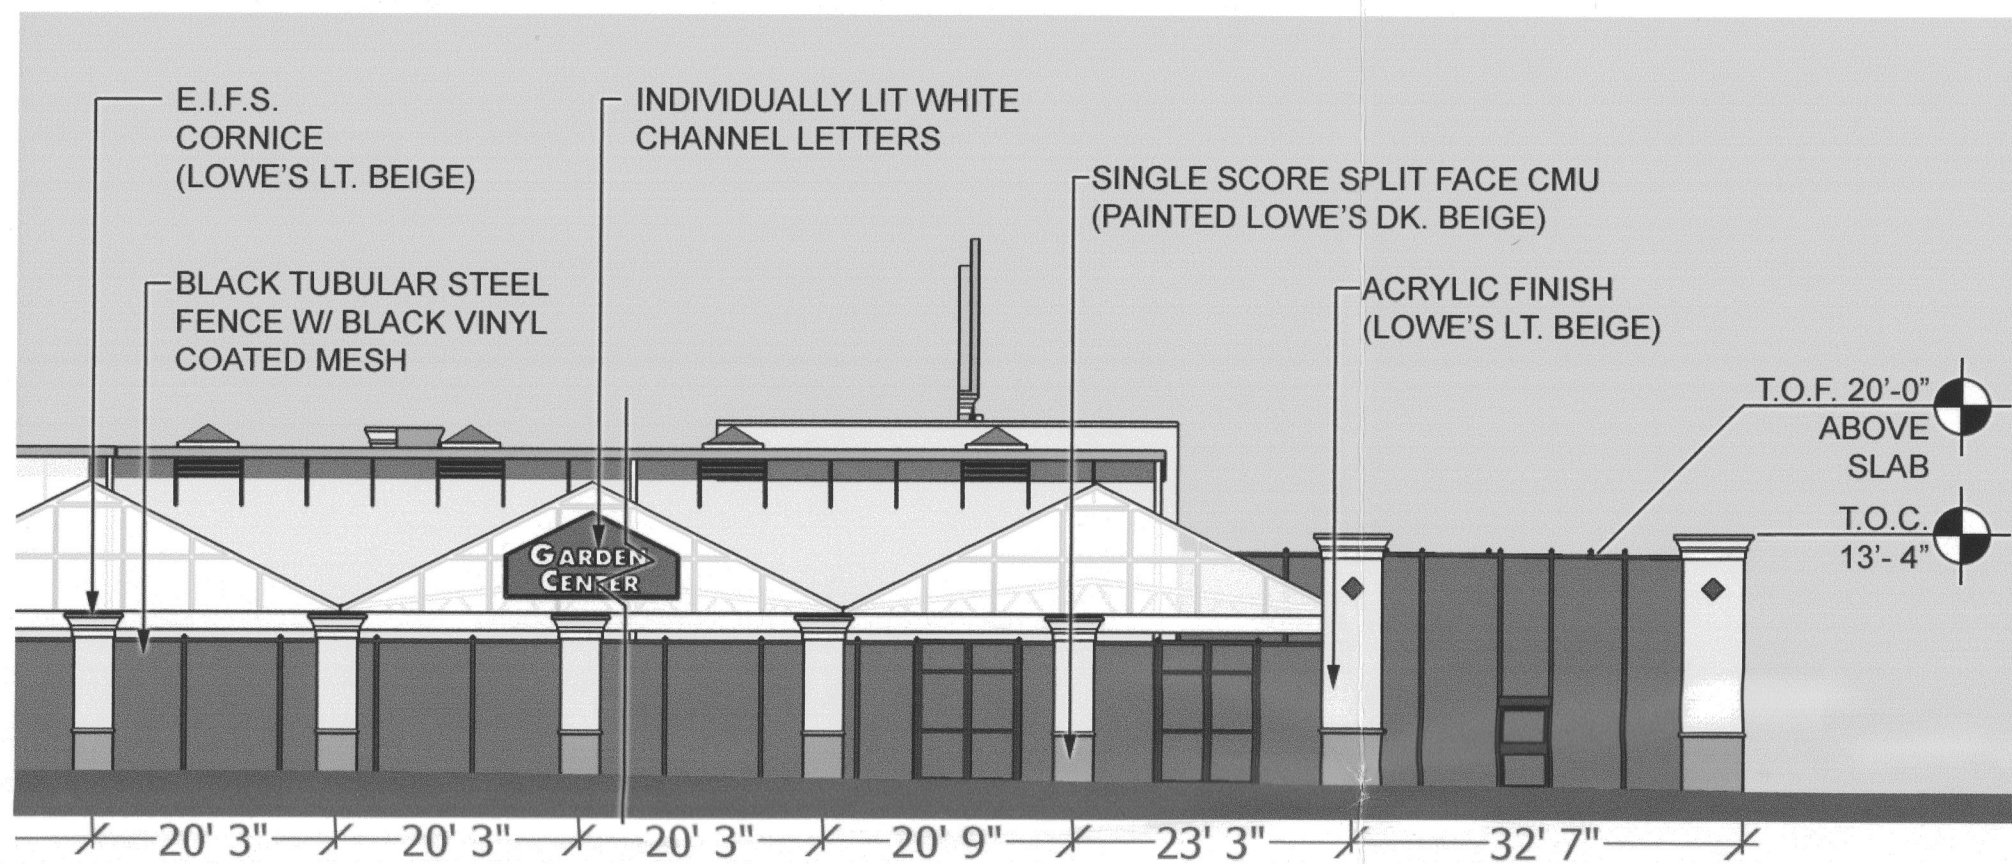 E.I.F.S.
CORNICE
(LOWE'S LT. BEIGE)
INDIVIDUALLY LIT WHITE
CHANNEL LETTERS
SINGLE SCORE SPLIT FACE CMU
(PAINTED LOWE'S DK. BEIGE)
BLACK TUBULAR STEEL
FENCE W/ BLACK VINYL
COATED MESH
ACRYLIC FINISH
(LOWE'S LT. BEIGE)
T.O.F. 20'-0"
ABOVE
SLAB
T.O.C.
13'- 4"
GARDEN
CENTER
20' 3" 20' 3" 20' 3" 20' 9" 23' 3" 32' 7"